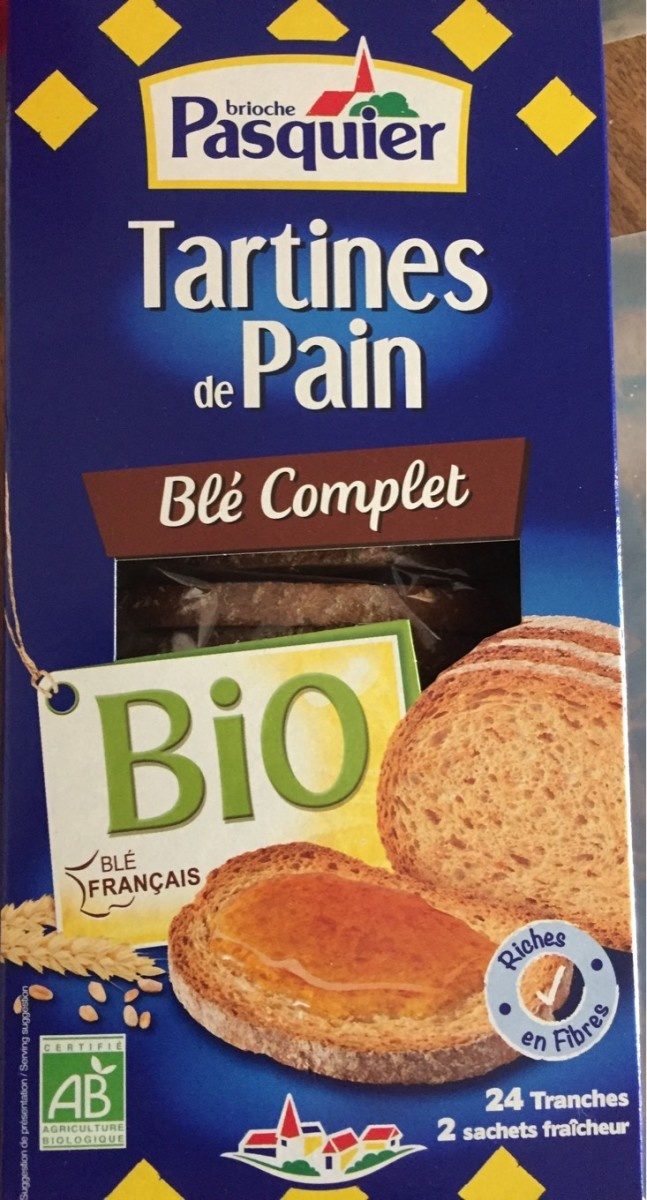 brioche
Pasquier
Tartines
de Pain
Blé Complet
BiO
BLÉ
FRANÇAIS
Riches
en Fibres
CERTIFIÉ
AB
AGRICULTURE
BIOLOGIQUE
24 Tranches
2 sachets fraîcheur
Suggestion de présentation / Serving suggestion